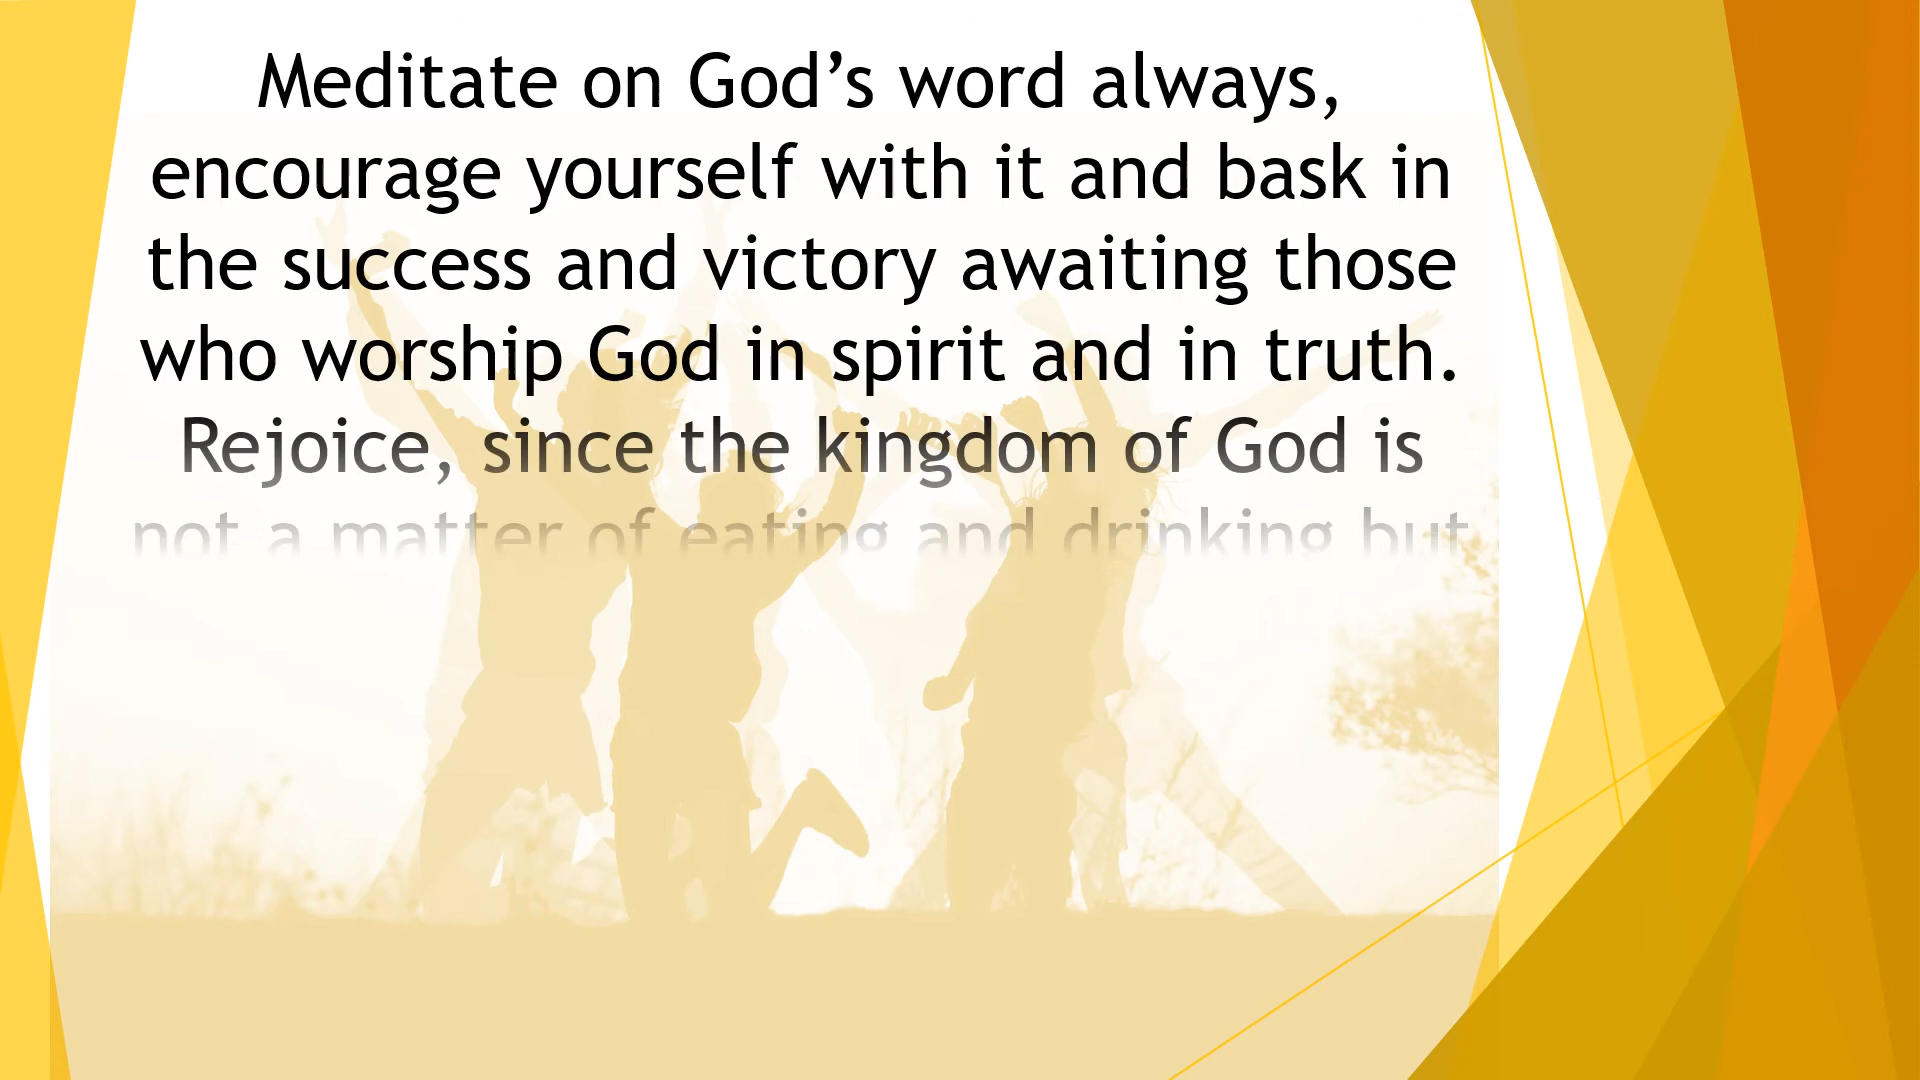 Meditate on God’s word always,
encourage yourself with it and bask in
the success and victory awaiting those
who worship God in spirit and in truth.
Rejoice, since the kingdom of God is
not a matter of eating and drinking but